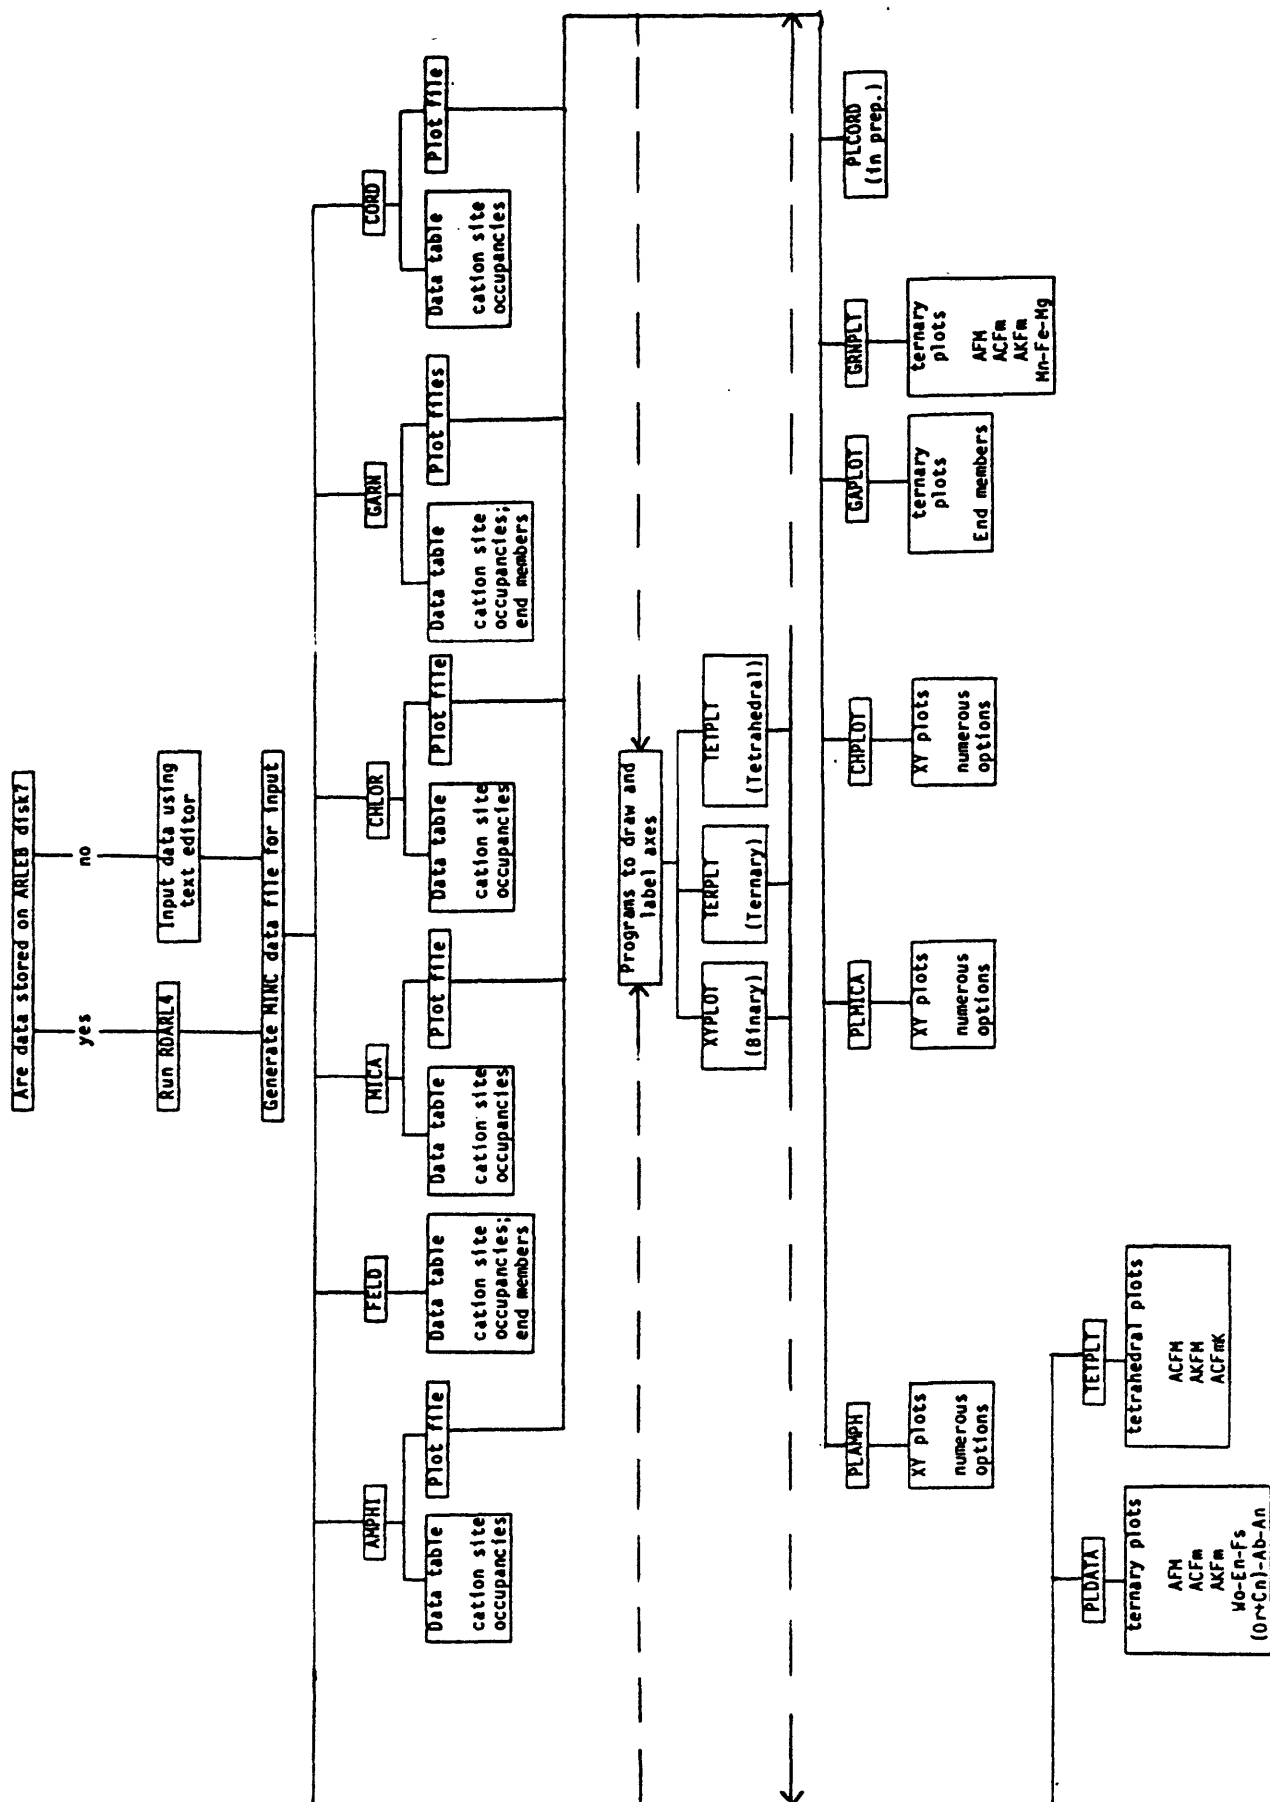 Are data stored on ARLEB disk?
yes
no
Run RDARL4
Input data using
text editor
Generate MINC data file for input
AMPHI
Data table
cation site
occupancies
Plot file
FELD
Data table
cation site
occupancies;
end members
MICA
Data table
cation site
occupancies
Plot file
CHLOR
Data table
cation site
occupancies
Plot file
GARN
Data table
cation site
occupancies;
end members
Plot files
CORD
Data table
cation site
occupancies
Plot file
Programs to draw and
label axes
XYPLOT
(Binary)
TERPLT
(Ternary)
TETPLT
(Tetrahedral)
PLAMPH
XY plots
numerous
options
PLMICA
XY plots
numerous
options
CHPLOT
XY plots
numerous
options
GAPLOT
ternary
plots
End members
GRNPLT
ternary
plots
AFM
ACFm
AKFm
Mn-Fe-Mg
PLCORD
(in prep.)
PLDATA
ternary plots
AFM
ACFm
AKFm
Wo-En-Fs
(Or+Cn)-Ab-An
TETPLT
tetrahedral plots
ACFM
AKFM
ACFmK